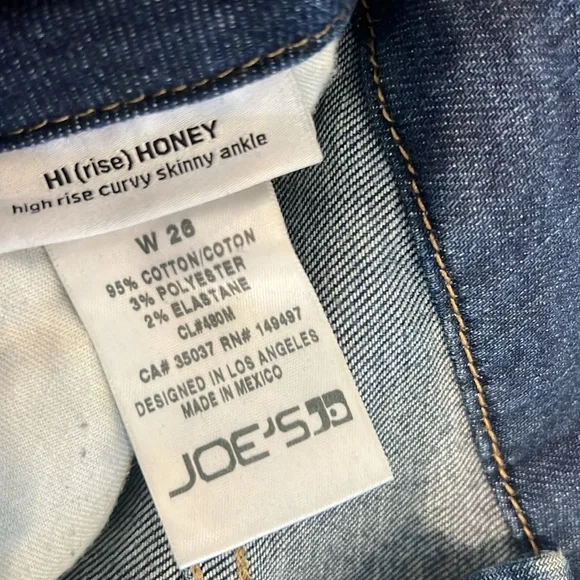 HI (rise) HONEY
high rise curvy skinny ankle
W 26
95% COTTON/COTON
3% POLYESTER
2% ELASTANE
CL#480M
CA# 35037 RN# 149497
DESIGNED IN LOS ANGELES
MADE IN MEXICO
JOE'S